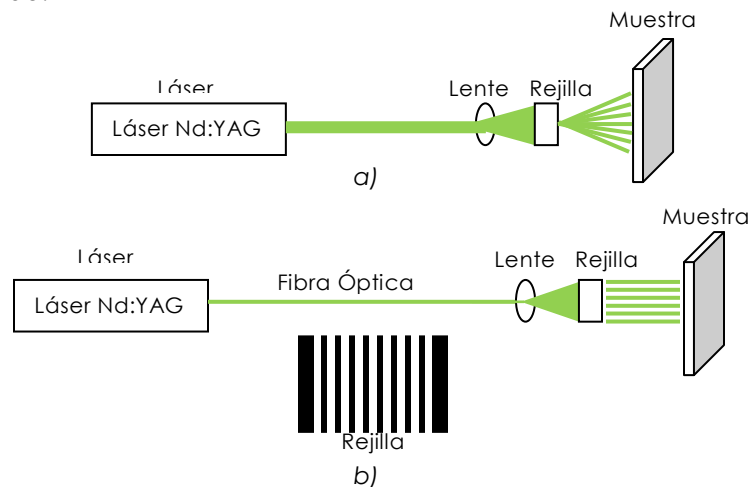 Muestra
Láser
Lente
Rejilla
Láser Nd:YAG
a)
Muestra
Láser
Lente
Rejilla
Fibra Óptica
Láser Nd:YAG
Rejilla
b)